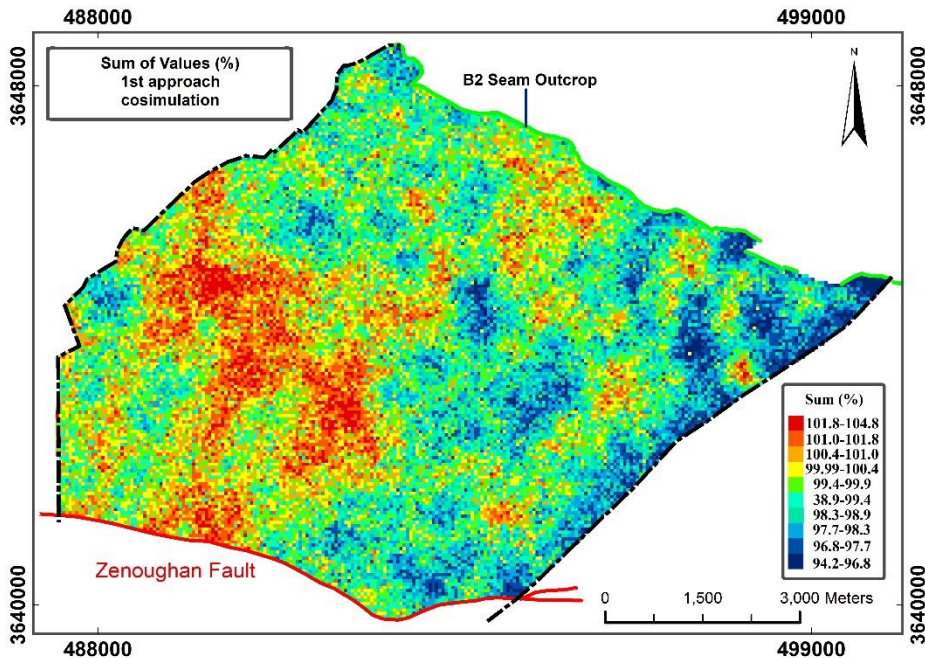 488000
499000
3648000
3648000
Sum of Values (%)
1st approach
cosimulation
B2 Seam Outcrop
N
Sum (%)
101.8-104.8
101.0-101.8
100.4-101.0
99.99-100.4
99.4-99.9
38.9-99.4
98.3-98.9
97.7-98.3
96.8-97.7
94.2-96.8
Zenoughan Fault
0 1,500 3,000 Meters
3640000
3640000
488000
499000